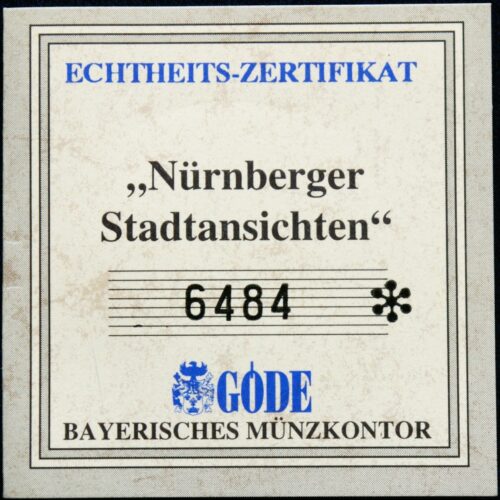 ECHTHEITS-ZERTIFIKAT
„Nürnberger
Stadtansichten“
6484
GÖDE
BAYERISCHES MÜNZKONTOR